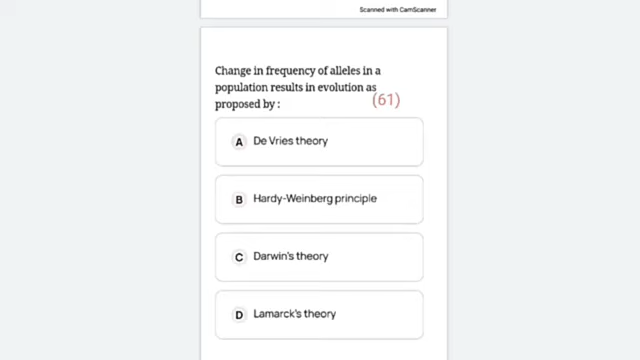 Scanned with CamScanner
Change in frequency of alleles in a
population results in evolution as
proposed by :
(61)
A De Vries theory
B Hardy-Weinberg principle
C Darwin's theory
D Lamarck's theory